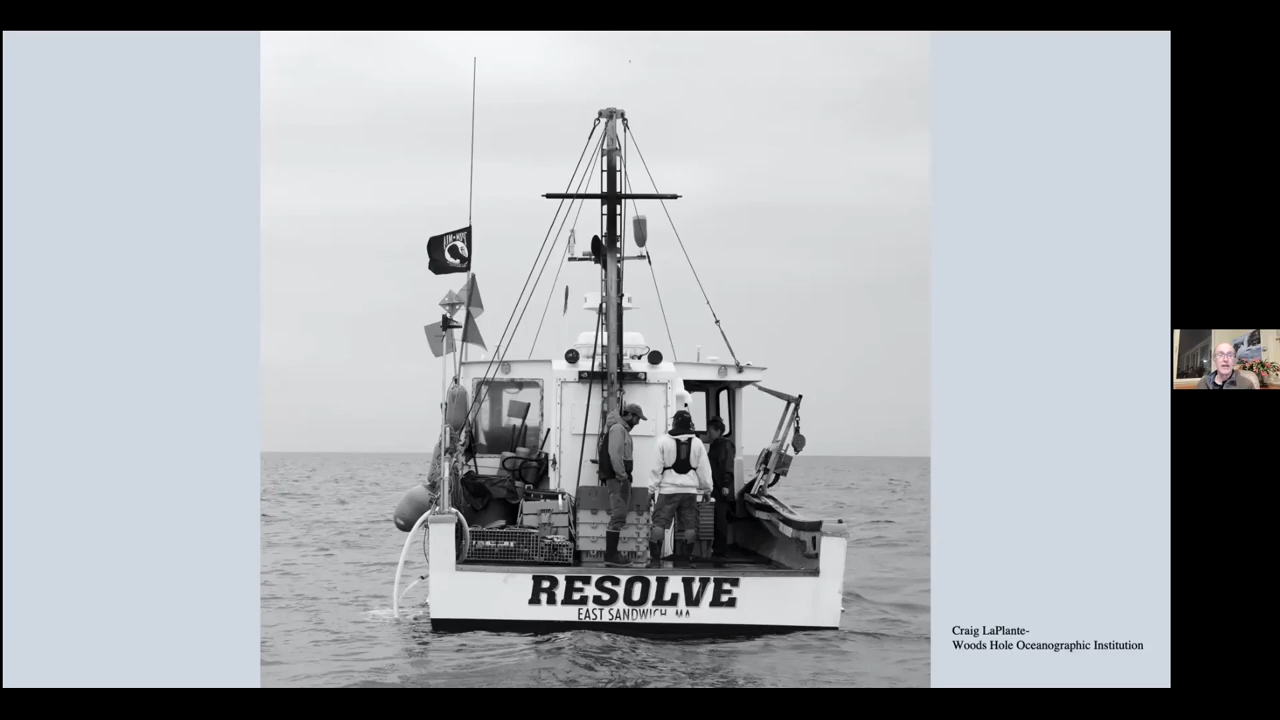 RESOLVE
EAST SANDWICH, MA
Craig LaPlante-
Woods Hole Oceanographic Institution